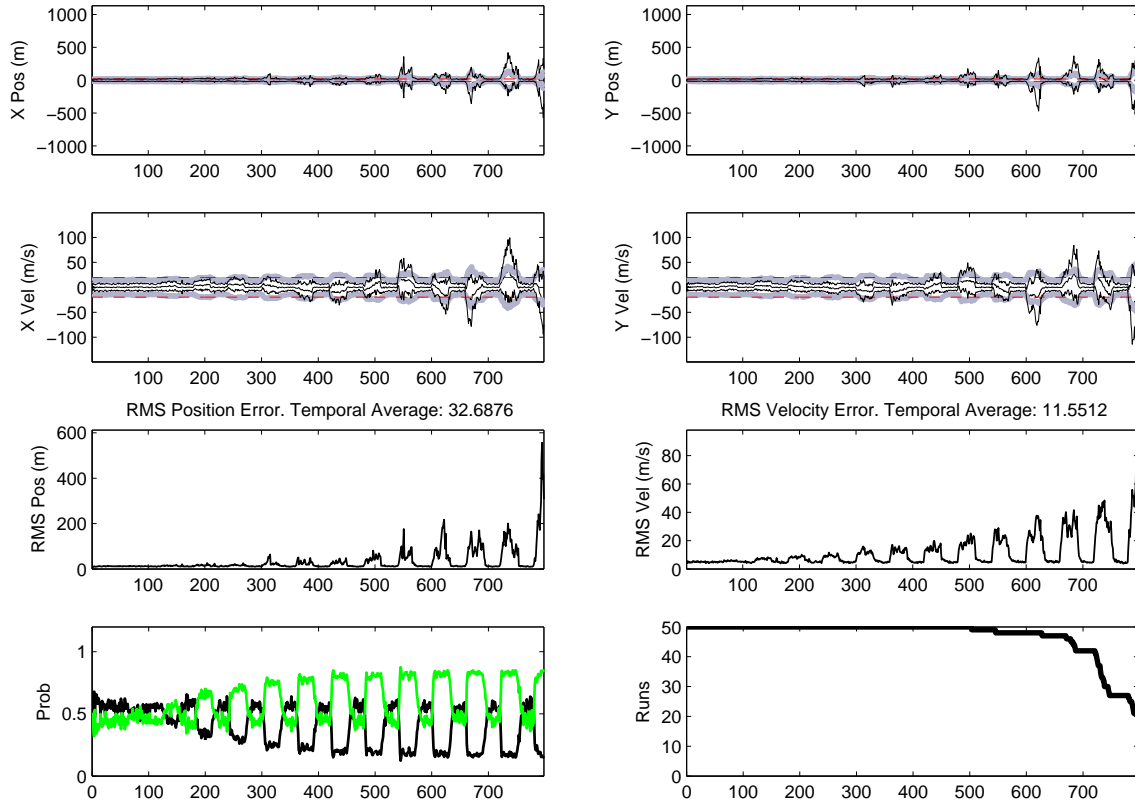 1000
500
0
−500
−1000
X Pos (m)
100 200 300 400 500 600 700
1000
500
0
−500
−1000
Y Pos (m)
100 200 300 400 500 600 700
100
50
0
−50
−100
X Vel (m/s)
100 200 300 400 500 600 700
100
50
0
−50
−100
Y Vel (m/s)
100 200 300 400 500 600 700
RMS Position Error. Temporal Average: 32.6876
600
400
200
0
RMS Pos (m)
0 100 200 300 400 500 600 700
RMS Velocity Error. Temporal Average: 11.5512
80
60
40
20
0
RMS Vel (m/s)
0 100 200 300 400 500 600 700
1
0.5
0
Prob
0 100 200 300 400 500 600 700
50
40
30
20
10
0
Runs
0 100 200 300 400 500 600 700